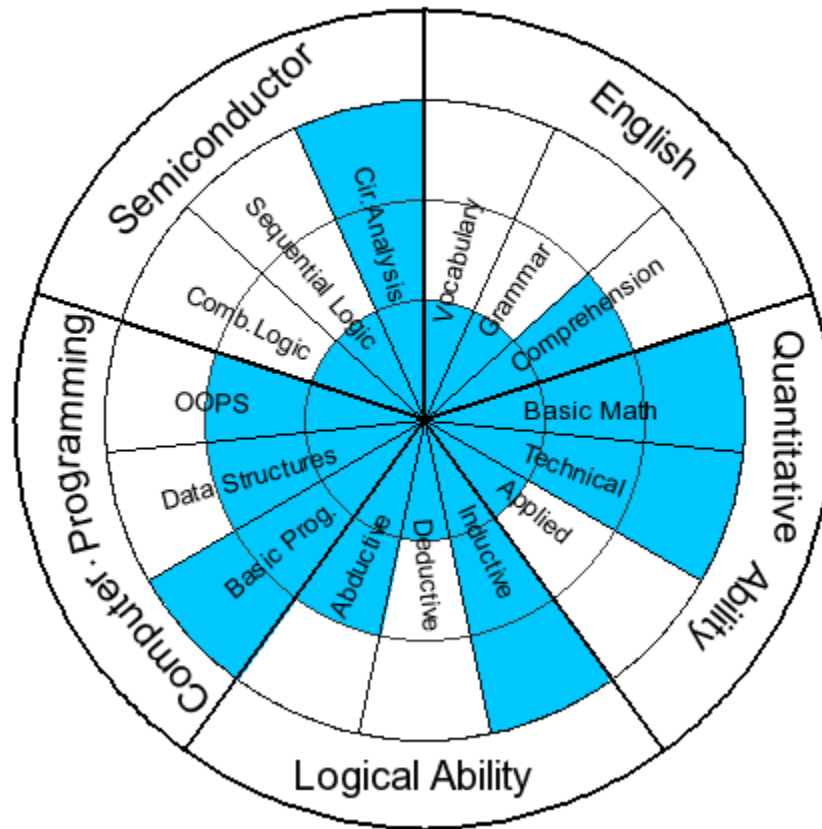 Semiconductor
English
Quantitative Ability
Logical Ability
Computer. Programming
Cir.Analysis
Sequential Logic
Comb.Logic
Vocabulary
Grammar
Comprehension
Basic Math
Technical
Applied
Inductive
Deductive
Abductive
Basic Prog.
Data Structures
OOPS